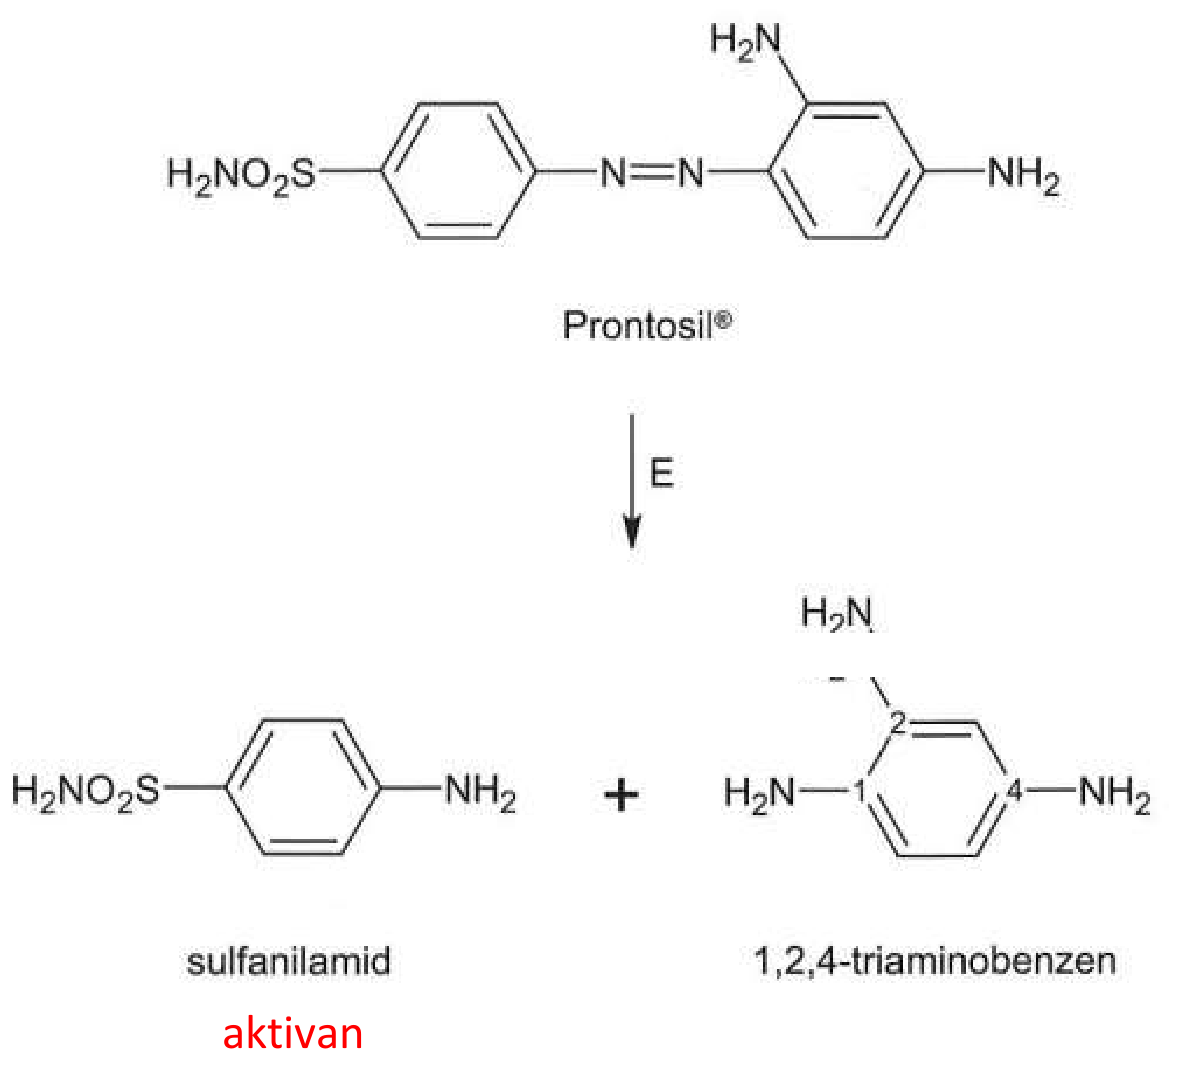 H₂N
H₂NO₂S N=N NH₂
Prontosil®
E
H₂N
2
H₂NO₂S NH₂ + H₂N 1 4 NH₂
sulfanilamid 1,2,4-triaminobenzen
aktivan